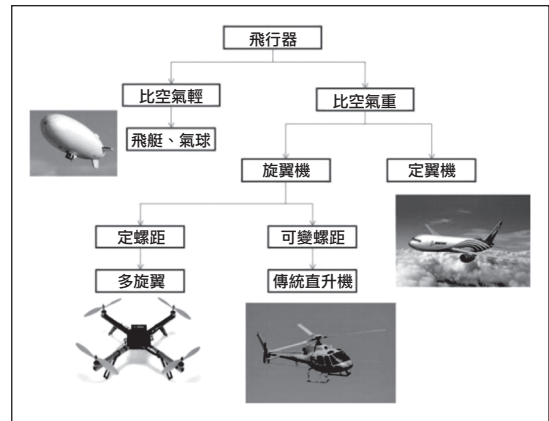 飛行器
比空氣輕
比空氣重
飛艇、氣球
旋翼機
定翼機
定螺距
可變螺距
多旋翼
傳統直升機